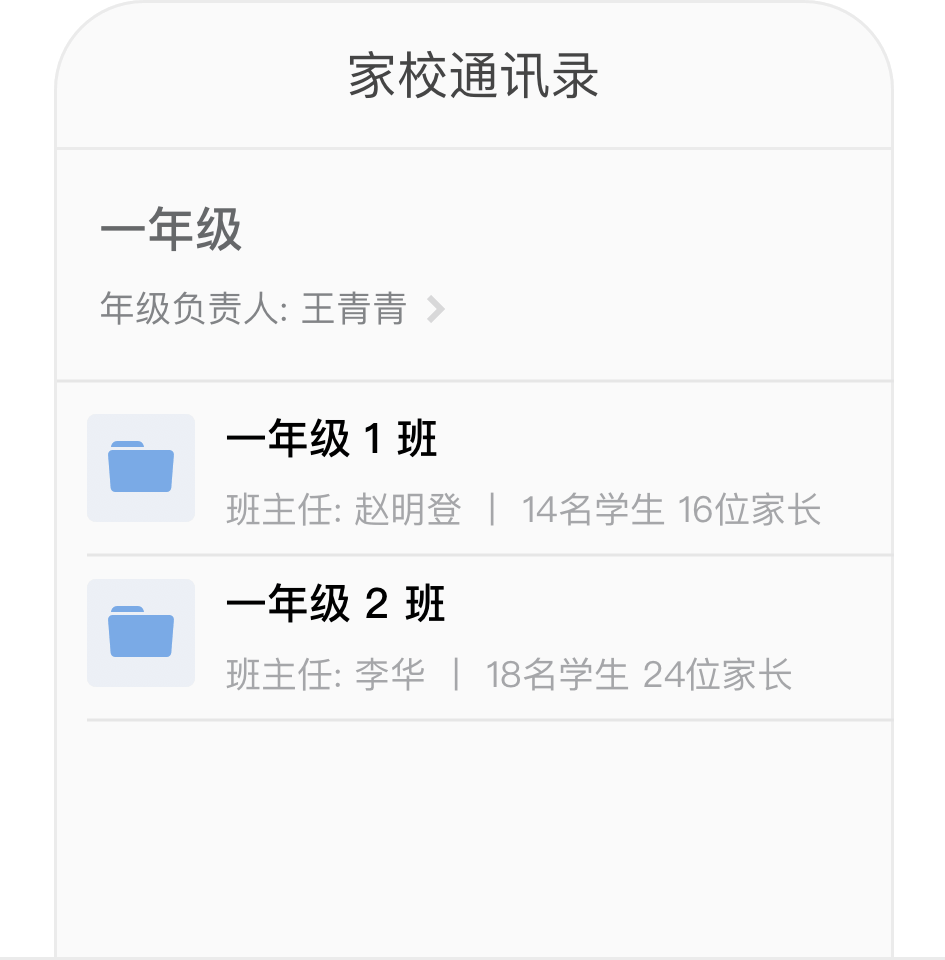 家校通讯录
一年级
年级负责人: 王青青
一年级 1 班
班主任: 赵明登 | 14名学生 16位家长
一年级 2 班
班主任: 李华 | 18名学生 24位家长